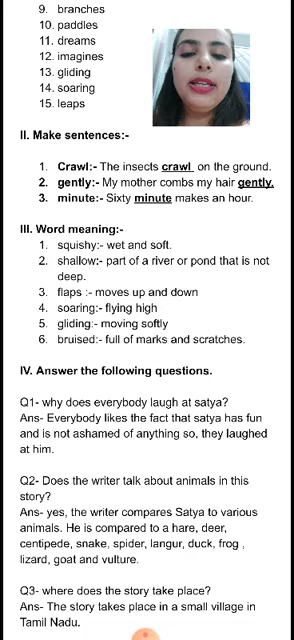 9. branches
10. paddles
11. dreams
12. imagines
13. gliding
14. soaring
15. leaps
II. Make sentences:-
1. Crawl:- The insects crawl on the ground.
2. gently:- My mother combs my hair gently.
3. minute:- Sixty minute makes an hour.
III. Word meaning:-
1. squishy:- wet and soft.
2. shallow:- part of a river or pond that is not
deep.
3. flaps :- moves up and down
4. soaring:- flying high
5. gliding:- moving softly
6. bruised:- full of marks and scratches.
IV. Answer the following questions.
Q1- why does everybody laugh at satya?
Ans- Everybody likes the fact that satya has fun
and is not ashamed of anything so, they laughed
at him.
Q2- Does the writer talk about animals in this
story?
Ans- yes, the writer compares Satya to various
animals. He is compared to a hare, deer,
centipede, snake, spider, langur, duck, frog ,
lizard, goat and vulture.
Q3- where does the story take place?
Ans- The story takes place in a small village in
Tamil Nadu.